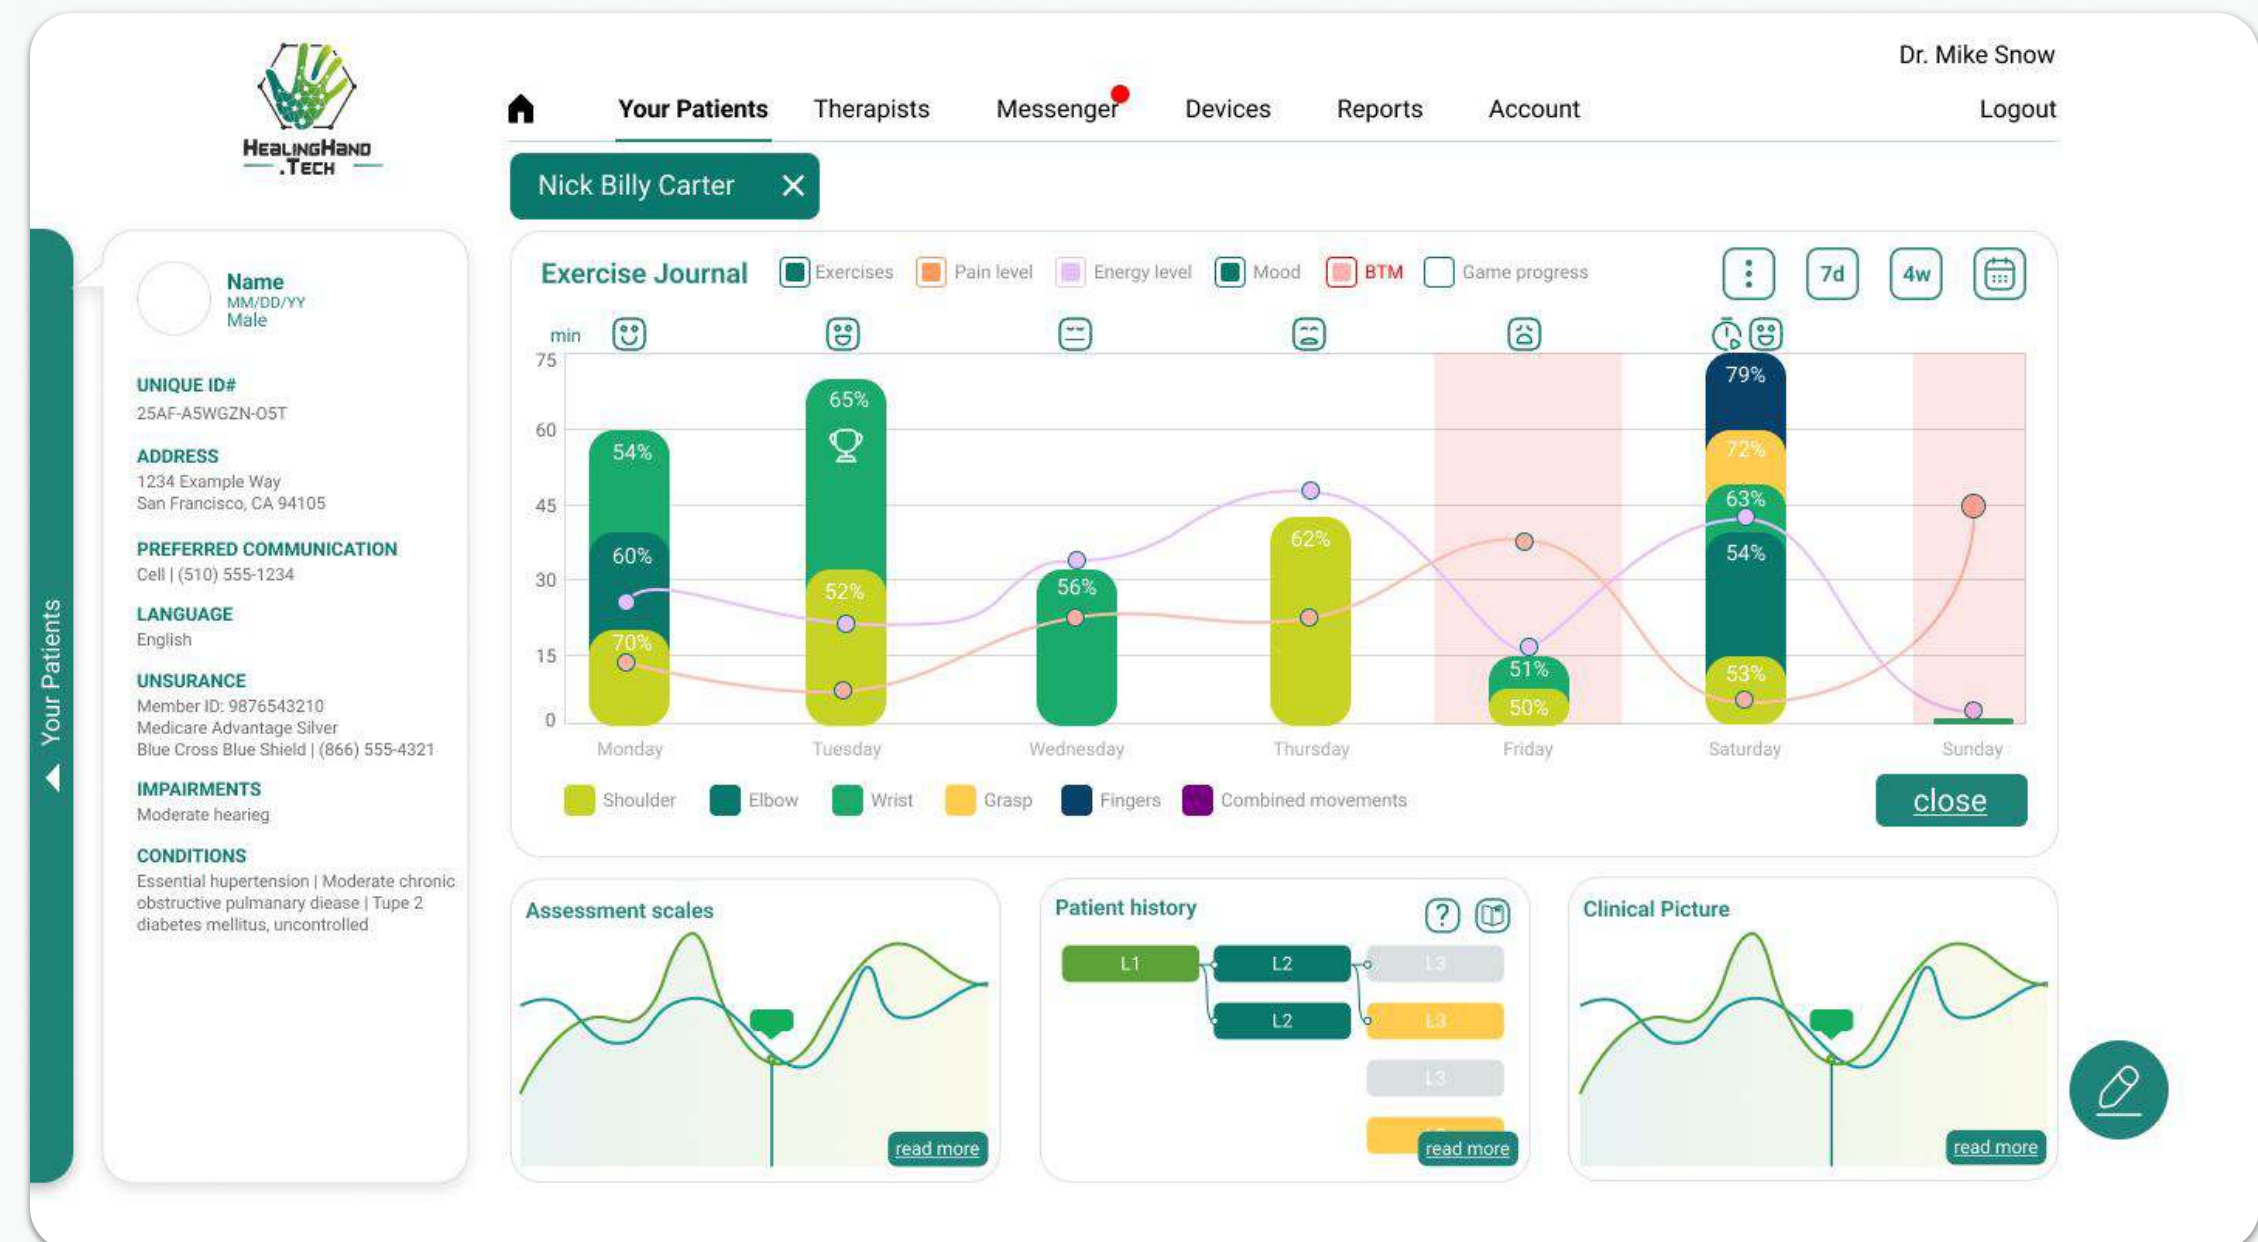 HealingHand
.Tech
Dr. Mike Snow
Your Patients
Therapists
Messenger
Devices
Reports
Account
Logout
Nick Billy Carter
Your Patients
Name
MM/DD/YY
Male
UNIQUE ID#
25AF-A5WGZN-O5T
ADDRESS
1234 Example Way
San Francisco, CA 94105
PREFERRED COMMUNICATION
Cell | (510) 555-1234
LANGUAGE
English
UNSURANCE
Member ID: 9876543210
Medicare Advantage Silver
Blue Cross Blue Shield | (866) 555-4321
IMPAIRMENTS
Moderate hearieg
CONDITIONS
Essential hupertension | Moderate chronic
obstructive pulmanary diease | Tupe 2
diabetes mellitus, uncontrolled
Exercise Journal
Exercises
Pain level
Energy level
Mood
BTM
Game progress
7d
4w
min
75
60
45
30
15
0
54%
60%
70%
65%
52%
56%
62%
51%
50%
79%
72%
63%
54%
53%
Monday
Tuesday
Wednesday
Thursday
Friday
Saturday
Sunday
Shoulder
Elbow
Wrist
Grasp
Fingers
Combined movements
close
Assessment scales
read more
Patient history
?
L1
L2
L3
L2
L3
L3
read more
Clinical Picture
read more